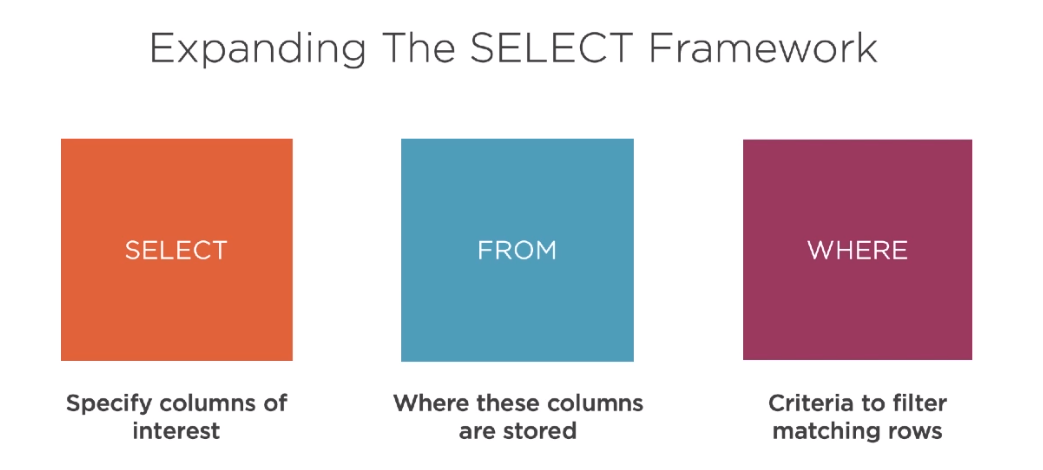 Expanding The SELECT Framework
SELECT
FROM
WHERE
Specify columns of
interest
Where these columns
are stored
Criteria to filter
matching rows